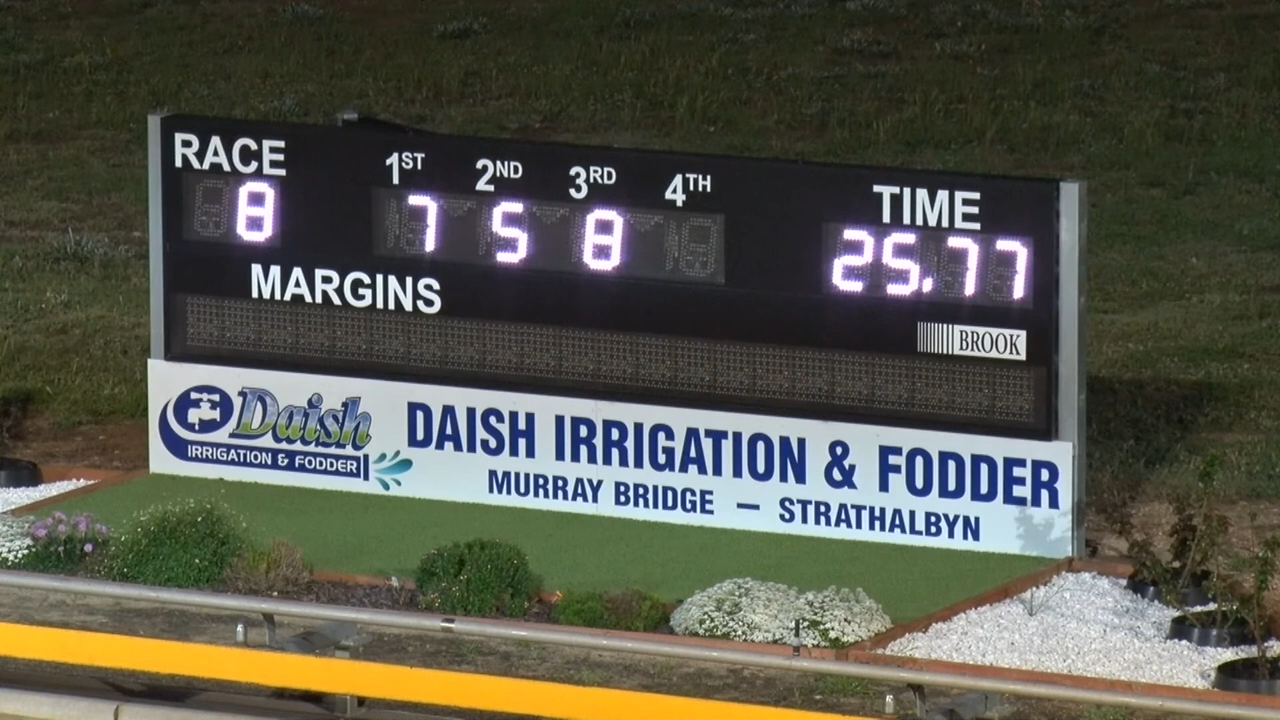 RACE 1ST 2ND 3RD 4TH TIME
8 7 5 8 25.77
MARGINS
BROOK
Daish
IRRIGATION & FODDER
DAISH IRRIGATION & FODDER
MURRAY BRIDGE — STRATHALBYN